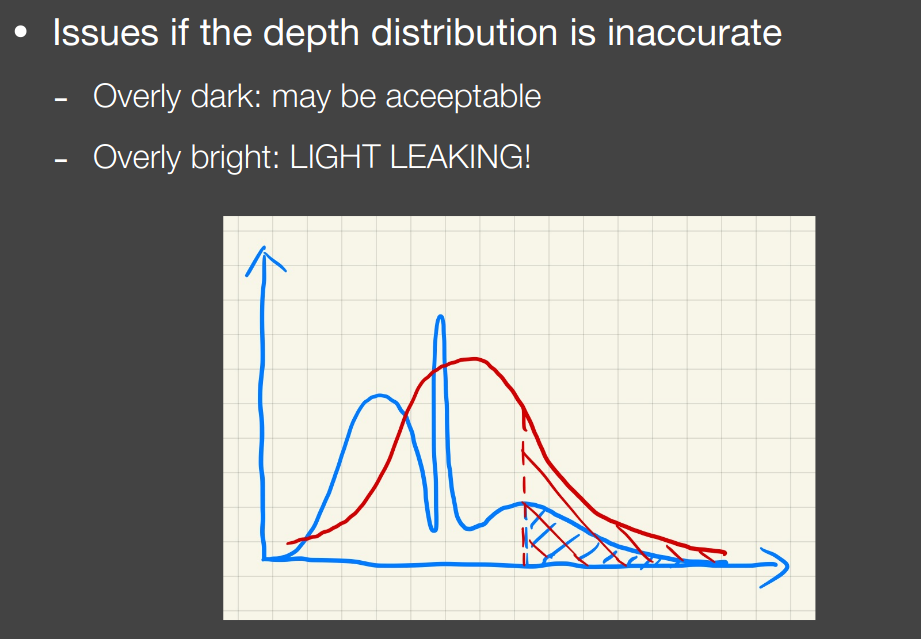 • Issues if the depth distribution is inaccurate
- Overly dark: may be aceeptable
- Overly bright: LIGHT LEAKING!